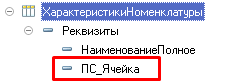 ХарактеристикиНоменклатуры
Реквизиты
НаименованиеПолное
ПС_Ячейка